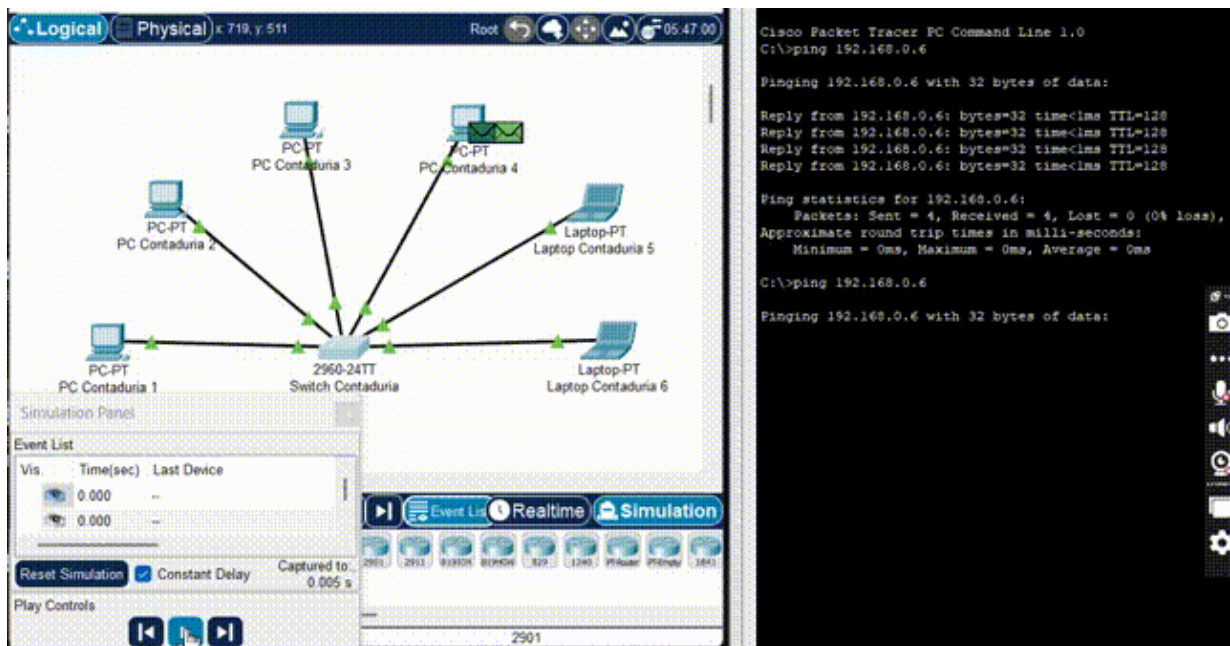 Logical
Physical
x: 719, y: 511
Root
05:47:00
PC-PT
PC Contaduria 3
PC-PT
PC Contaduria 4
PC-PT
PC Contaduria 2
Laptop-PT
Laptop Contaduria 5
PC-PT
PC Contaduria 1
2960-24TT
Switch Contaduria
Laptop-PT
Laptop Contaduria 6
Simulation Panel
Event List
Vis. Time(sec) Last Device
0.000 --
0.000 --
Reset Simulation
Constant Delay
Captured to
0.005 s
Play Controls
Event Lis
Realtime
Simulation
2901 2911 819IOX 819HGW 829 1240 PT-Router PT-Empty 1841
2901
Cisco Packet Tracer PC Command Line 1.0
C:\>ping 192.168.0.6
Pinging 192.168.0.6 with 32 bytes of data:
Reply from 192.168.0.6: bytes=32 time<1ms TTL=128
Reply from 192.168.0.6: bytes=32 time<1ms TTL=128
Reply from 192.168.0.6: bytes=32 time<1ms TTL=128
Reply from 192.168.0.6: bytes=32 time<1ms TTL=128
Ping statistics for 192.168.0.6:
Packets: Sent = 4, Received = 4, Lost = 0 (0% loss),
Approximate round trip times in milli-seconds:
Minimum = 0ms, Maximum = 0ms, Average = 0ms
C:\>ping 192.168.0.6
Pinging 192.168.0.6 with 32 bytes of data: